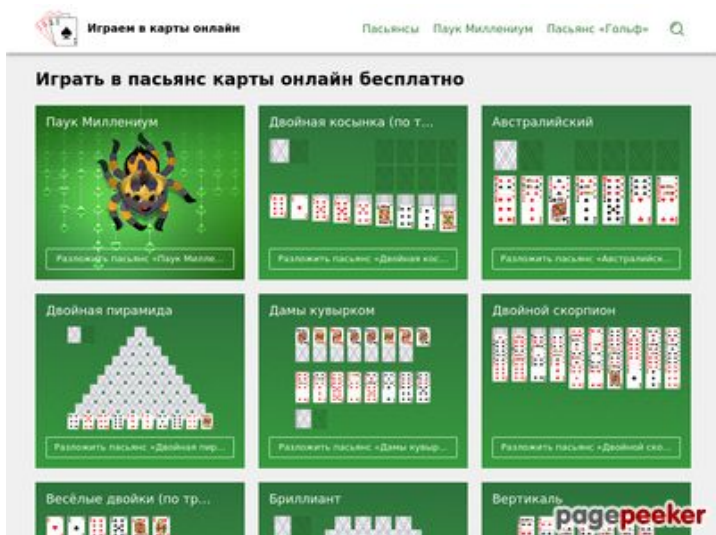 Играем в карты онлайн
Пасьянсы Паук Миллениум Пасьянс «Гольф»
Играть в пасьянс карты онлайн бесплатно
Паук Миллениум
Двойная косынка (по т...
Австралийский
Разложить пасьянс «Паук Милле...
Разложить пасьянс «Двойная кос...
Разложить пасьянс «Австралийск...
Двойная пирамида
Дамы кувырком
Двойной скорпион
Разложить пасьянс «Двойная пир...
Разложить пасьянс «Дамы кувыр...
Разложить пасьянс «Двойной ско...
Весёлые двойки (по тр...
Бриллиант
Вертикаль
pagepeeker